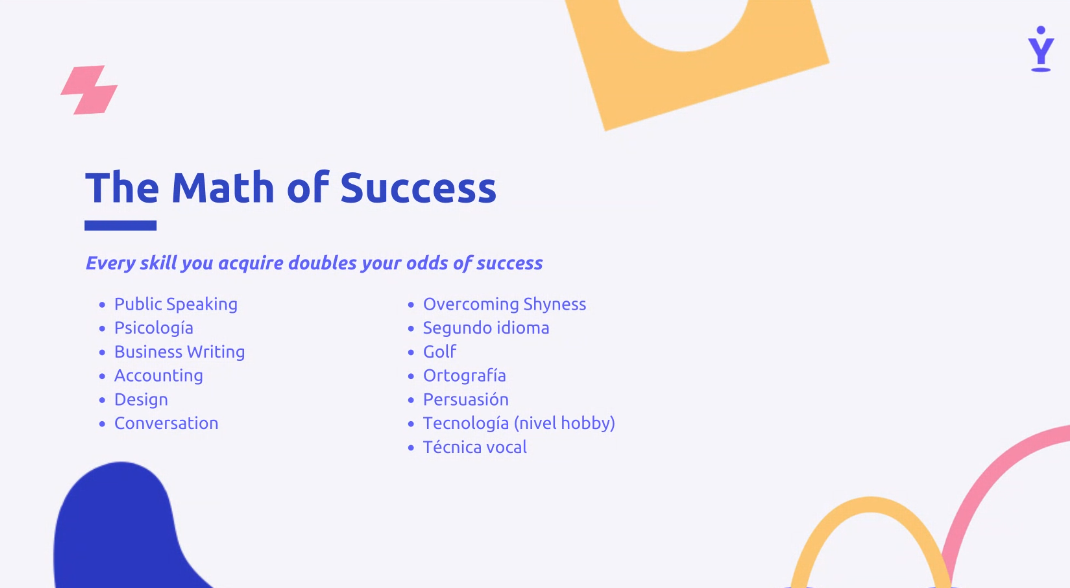 The Math of Success
Every skill you acquire doubles your odds of success
Public Speaking
Psicología
Business Writing
Accounting
Design
Conversation
Overcoming Shyness
Segundo idioma
Golf
Ortografía
Persuasión
Tecnología (nivel hobby)
Técnica vocal